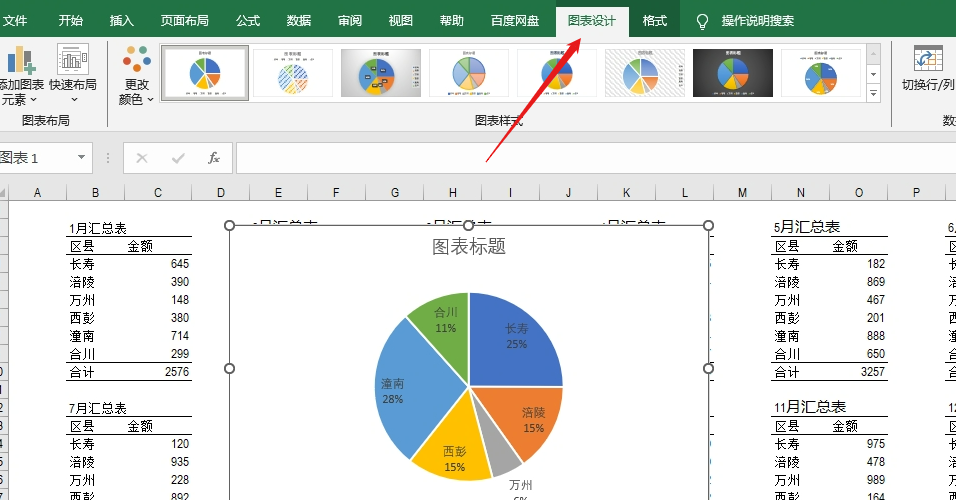 文件 开始 插入 页面布局 公式 数据 审阅 视图 帮助 百度网盘 图表设计 格式 操作说明搜索
添加图表 快速布局 更改 切换行/列
元素 颜色
图表布局 图表样式
图表 1 fx
A B C D E F G H I J K L M N O P
1月汇总表 5月汇总表
区县 金额 区县 金额
长寿 645 长寿 182
涪陵 390 涪陵 869
万州 148 万州 467
西彭 380 西彭 201
潼南 714 潼南 888
合川 299 合川 650
合计 2576 合计 3257
7月汇总表 11月汇总表
区县 金额 区县 金额
长寿 120 长寿 975
涪陵 935 涪陵 478
万州 228 万州 989
西彭 892 西彭 164
图表标题
合川
11%
长寿
25%
潼南
28%
涪陵
15%
西彭
15%
万州
6%